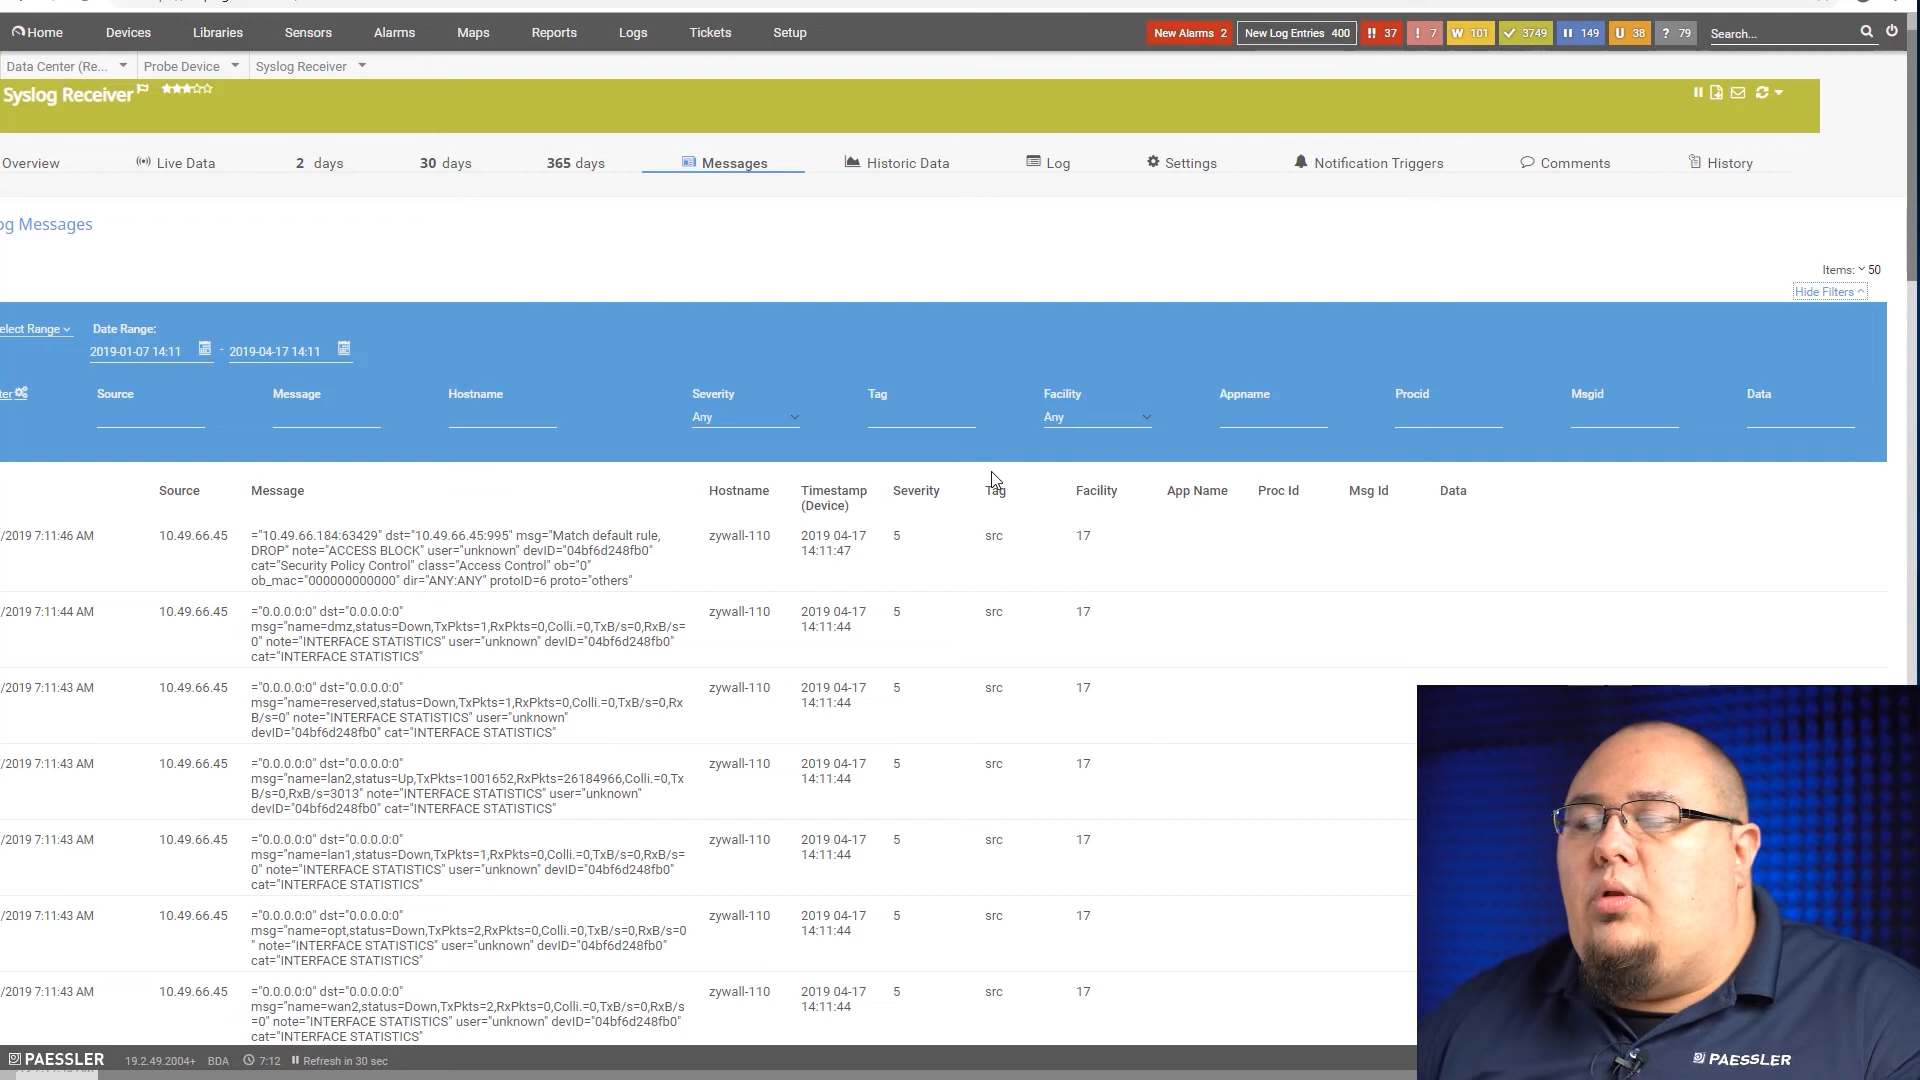 Home Devices Libraries Sensors Alarms Maps Reports Logs Tickets Setup New Alarms 2 New Log Entries 400 !! 37 ! 7 W 101 3749 149 U 38 ? 79 Search...
Data Center (Re... Probe Device Syslog Receiver
Syslog Receiver
Overview Live Data 2 days 30 days 365 days Messages Historic Data Log Settings Notification Triggers Comments History
og Messages
Items: 50
Hide Filters
elect Range Date Range:
2019-01-07 14:11 - 2019-04-17 14:11
ter Source Message Hostname Severity Tag Facility Appname Procid Msgid Data
Any Any
Source Message Hostname Timestamp (Device) Severity Tag Facility App Name Proc Id Msg Id Data
/2019 7:11:46 AM 10.49.66.45 ="10.49.66.184:63429" dst="10.49.66.45:995" msg="Match default rule, zywall-110 2019 04-17 5 src 17
DROP" note="ACCESS BLOCK" user="unknown" devID="04bf6d248fb0" 14:11:47
cat="Security Policy Control" class="Access Control" ob="0"
ob_mac="000000000000" dir="ANY:ANY" protoID=6 proto="others"
/2019 7:11:44 AM 10.49.66.45 ="0.0.0.0:0" dst="0.0.0.0:0" zywall-110 2019 04-17 5 src 17
msg="name=dmz,status=Down,TxPkts=1,RxPkts=0,Colli.=0,TxB/s=0,RxB/s= 14:11:44
0" note="INTERFACE STATISTICS" user="unknown" devID="04bf6d248fb0"
cat="INTERFACE STATISTICS"
/2019 7:11:43 AM 10.49.66.45 ="0.0.0.0:0" dst="0.0.0.0:0" zywall-110 2019 04-17 5 src 17
msg="name=reserved,status=Down,TxPkts=1,RxPkts=0,Colli.=0,TxB/s=0,Rx 14:11:44
B/s=0" note="INTERFACE STATISTICS" user="unknown"
devID="04bf6d248fb0" cat="INTERFACE STATISTICS"
/2019 7:11:43 AM 10.49.66.45 ="0.0.0.0:0" dst="0.0.0.0:0" zywall-110 2019 04-17 5 src 17
msg="name=lan2,status=Up,TxPkts=1001652,RxPkts=26184966,Colli.=0,Tx 14:11:44
B/s=0,RxB/s=3013" note="INTERFACE STATISTICS" user="unknown"
devID="04bf6d248fb0" cat="INTERFACE STATISTICS"
/2019 7:11:43 AM 10.49.66.45 ="0.0.0.0:0" dst="0.0.0.0:0" zywall-110 2019 04-17 5 src 17
msg="name=lan1,status=Down,TxPkts=1,RxPkts=0,Colli.=0,TxB/s=0,RxB/s= 14:11:44
0" note="INTERFACE STATISTICS" user="unknown" devID="04bf6d248fb0"
cat="INTERFACE STATISTICS"
/2019 7:11:43 AM 10.49.66.45 ="0.0.0.0:0" dst="0.0.0.0:0" zywall-110 2019 04-17 5 src 17
msg="name=opt,status=Down,TxPkts=2,RxPkts=0,Colli.=0,TxB/s=0,RxB/s=0 14:11:44
" note="INTERFACE STATISTICS" user="unknown" devID="04bf6d248fb0"
cat="INTERFACE STATISTICS"
/2019 7:11:43 AM 10.49.66.45 ="0.0.0.0:0" dst="0.0.0.0:0" zywall-110 2019 04-17 5 src 17
msg="name=wan2,status=Down,TxPkts=2,RxPkts=0,Colli.=0,TxB/s=0,RxB/s 14:11:44
=0" note="INTERFACE STATISTICS" user="unknown" devID="04bf6d248fb0"
cat="INTERFACE STATISTICS"
PAESSLER 19.2.49.2004+ BDA 7:12 Refresh in 30 sec
PAESSLER